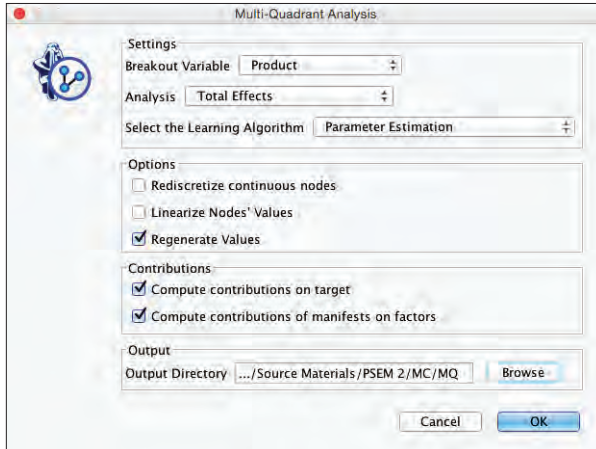 Multi-Quadrant Analysis
Settings
Breakout Variable Product
Analysis Total Effects
Select the Learning Algorithm Parameter Estimation
Options
Rediscretize continuous nodes
Linearize Nodes' Values
Regenerate Values
Contributions
Compute contributions on target
Compute contributions of manifests on factors
Output
Output Directory .../Source Materials/PSEM 2/MC/MQ Browse
Cancel OK